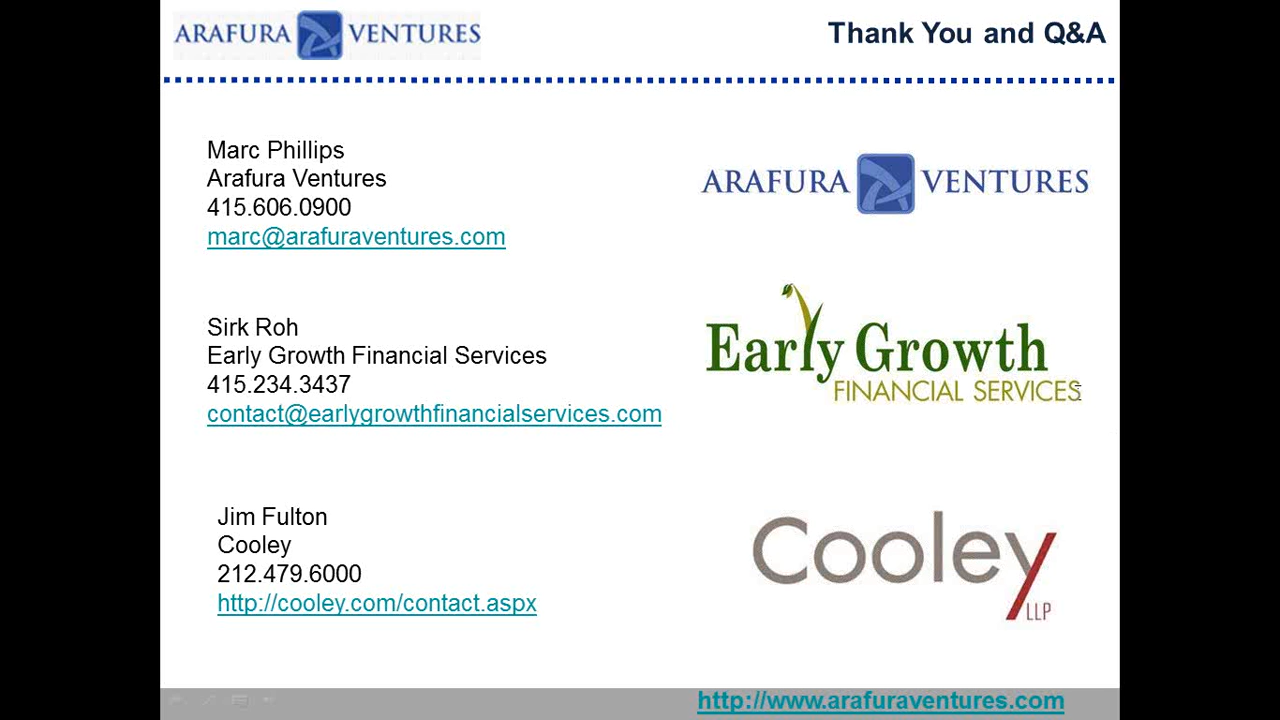 ARAFURA VENTURES
Thank You and Q&A
Marc Phillips
Arafura Ventures
415.606.0900
marc@arafuraventures.com
ARAFURA VENTURES
Sirk Roh
Early Growth Financial Services
415.234.3437
contact@earlygrowthfinancialservices.com
Early Growth
FINANCIAL SERVICES
Jim Fulton
Cooley
212.479.6000
http://cooley.com/contact.aspx
Cooley
LLP
http://www.arafuraventures.com